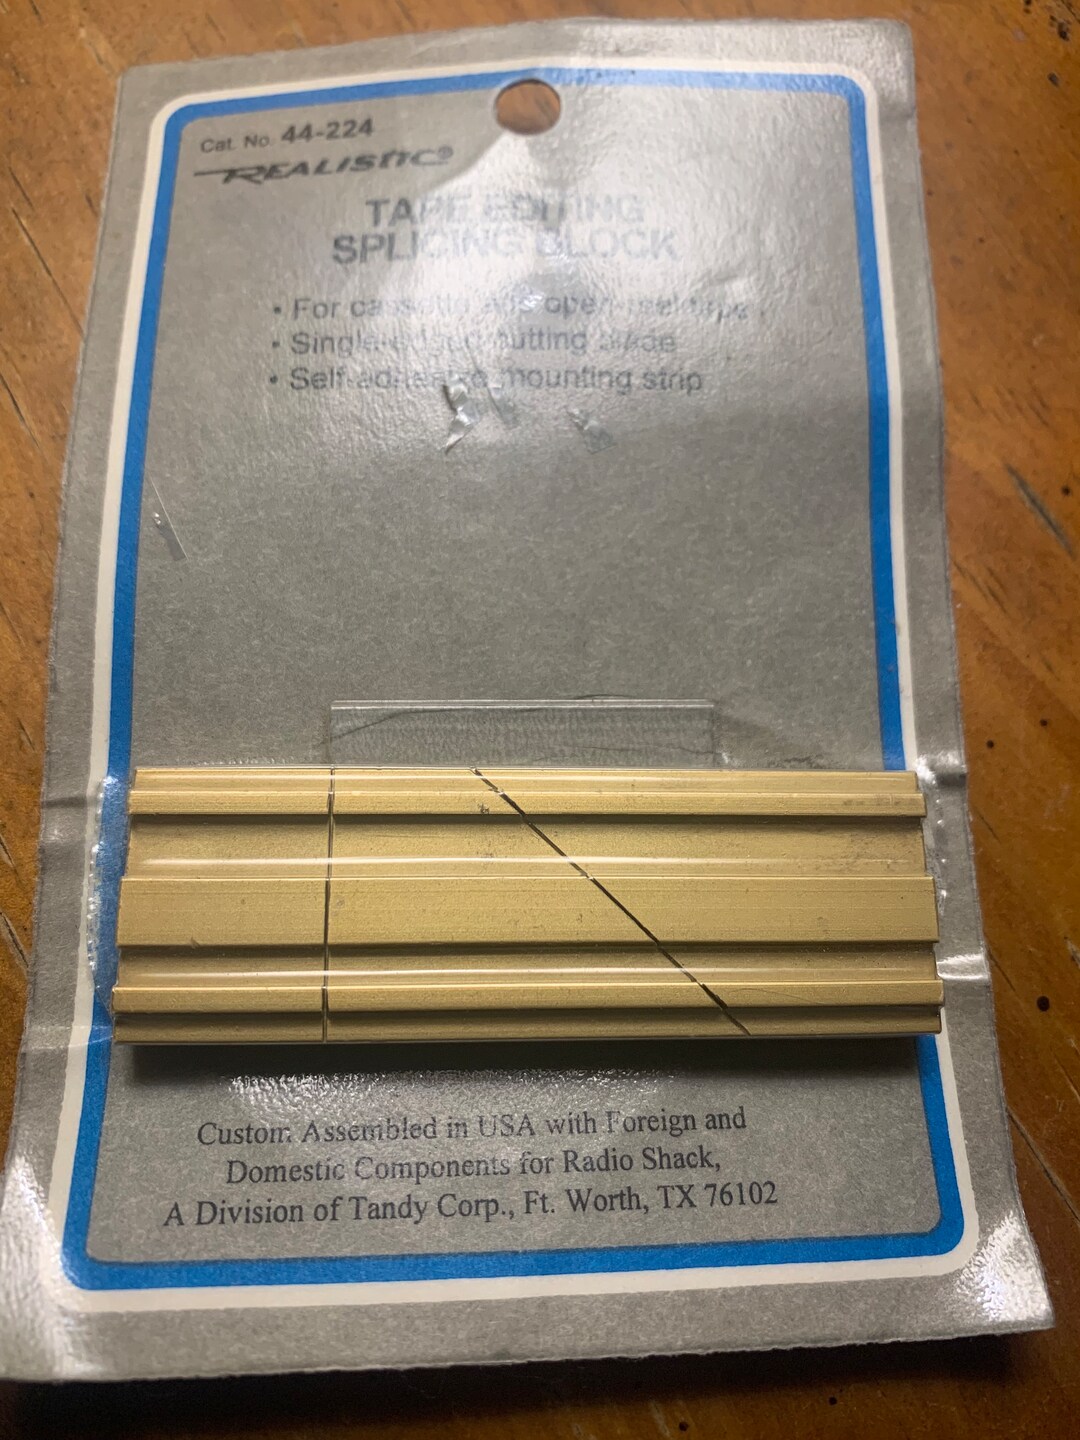 Cat. No. 44-224
REALISTIC®
TAPE EDITING
SPLICING BLOCK
• For cassette and open-reel tape
• Single-edged cutting blade
• Self-adhesive mounting strip
Custom Assembled in USA with Foreign and
Domestic Components for Radio Shack,
A Division of Tandy Corp., Ft. Worth, TX 76102